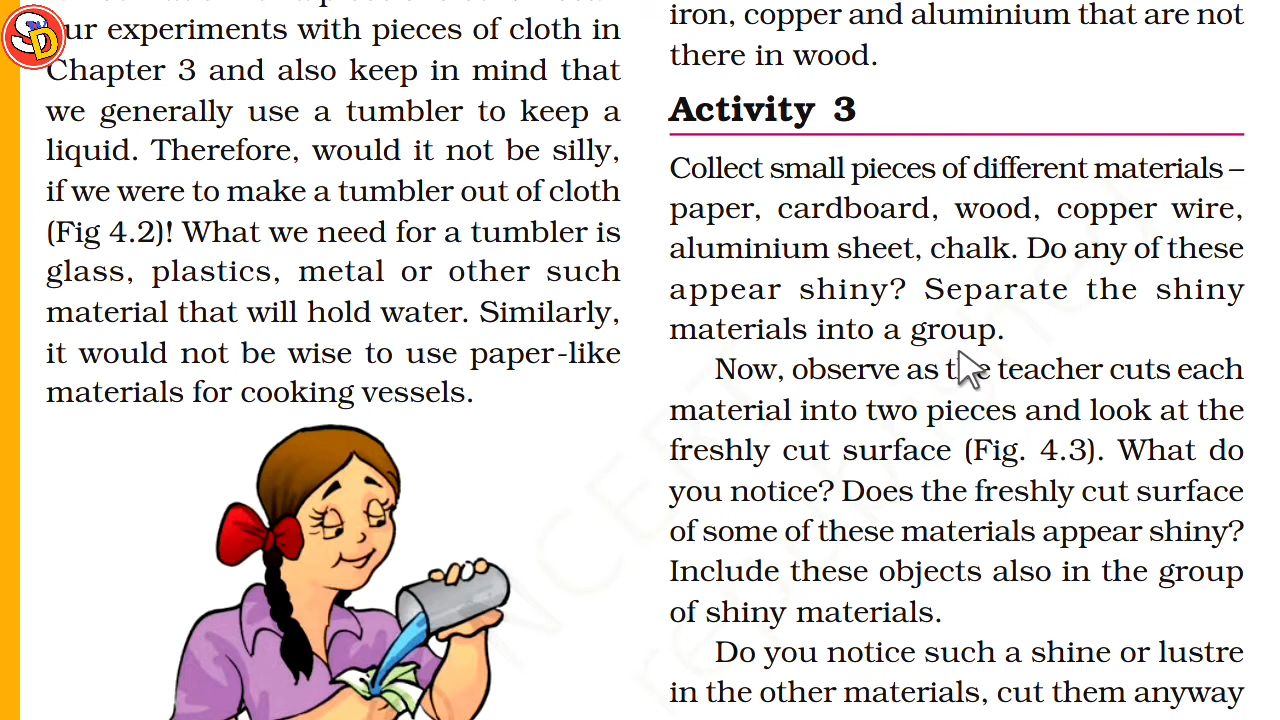 SD
ur experiments with pieces of cloth in
Chapter 3 and also keep in mind that
we generally use a tumbler to keep a
liquid. Therefore, would it not be silly,
if we were to make a tumbler out of cloth
(Fig 4.2)! What we need for a tumbler is
glass, plastics, metal or other such
material that will hold water. Similarly,
it would not be wise to use paper-like
materials for cooking vessels.
iron, copper and aluminium that are not
there in wood.
Activity 3
Collect small pieces of different materials –
paper, cardboard, wood, copper wire,
aluminium sheet, chalk. Do any of these
appear shiny? Separate the shiny
materials into a group.
Now, observe as the teacher cuts each
material into two pieces and look at the
freshly cut surface (Fig. 4.3). What do
you notice? Does the freshly cut surface
of some of these materials appear shiny?
Include these objects also in the group
of shiny materials.
Do you notice such a shine or lustre
in the other materials, cut them anyway